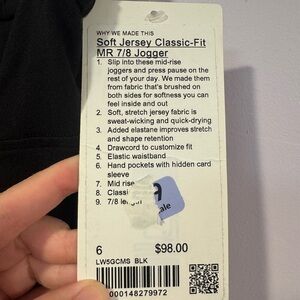 WHY WE MADE THIS
Soft Jersey Classic-Fit
MR 7/8 Jogger
1. Slip into these mid-rise
joggers and press pause on the
rest of your day. We made them
from fabric that's brushed on
both sides for softness you can
feel inside and out
2. Soft, stretch jersey fabric is
sweat-wicking and quick-drying
3. Added elastane improves stretch
and shape retention
4. Drawcord to customize fit
5. Elastic waistband
6. Hand pockets with hidden card
sleeve
7. Mid rise
8. Classi
9. 7/8 le
9
ale
6 $98.00
LW5GCMS BLK
000148279972